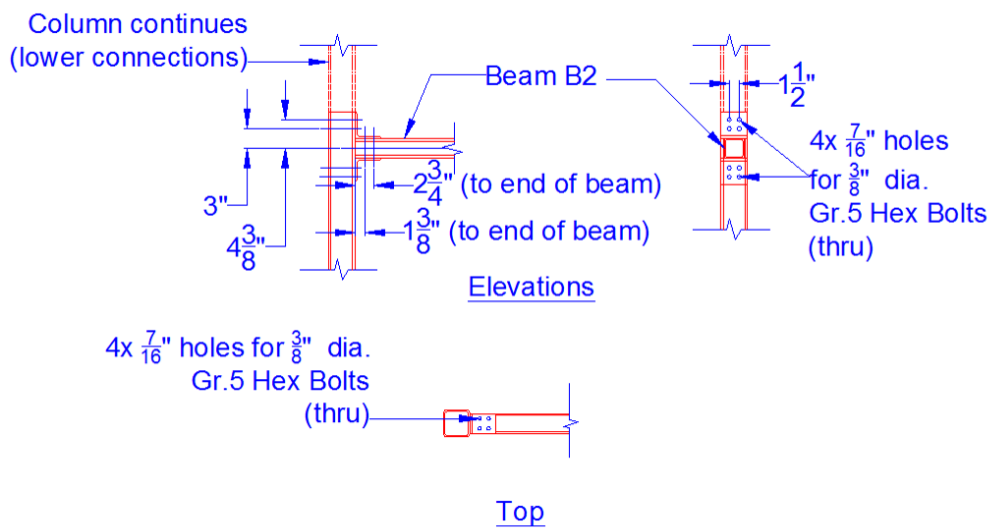 Column continues
(lower connections)
Beam B2
1 1/2"
4x 7/16" holes
for 3/8" dia.
Gr.5 Hex Bolts
(thru)
2 3/4" (to end of beam)
3"
1 3/8" (to end of beam)
4 3/8"
Elevations
4x 7/16" holes for 3/8" dia.
Gr.5 Hex Bolts
(thru)
Top